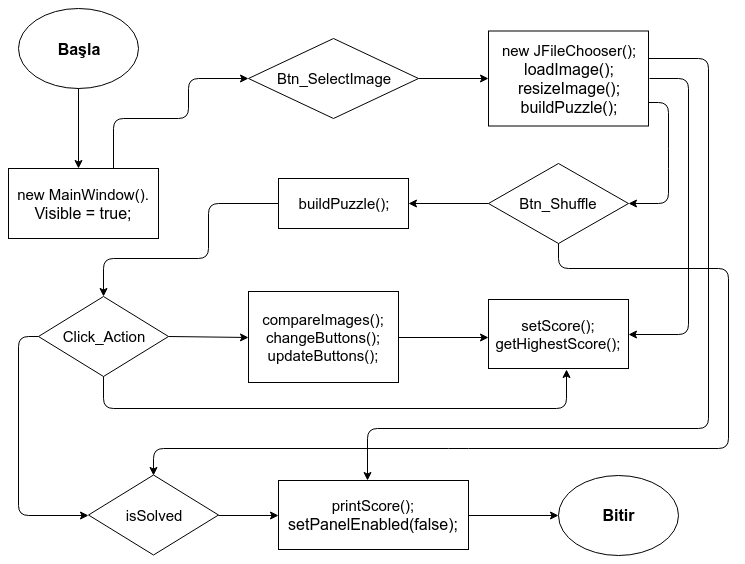 Başla
Btn_SelectImage
new JFileChooser();
loadImage();
resizeImage();
buildPuzzle();
new MainWindow().
Visible = true;
buildPuzzle();
Btn_Shuffle
Click_Action
compareImages();
changeButtons();
updateButtons();
setScore();
getHighestScore();
isSolved
printScore();
setPanelEnabled(false);
Bitir